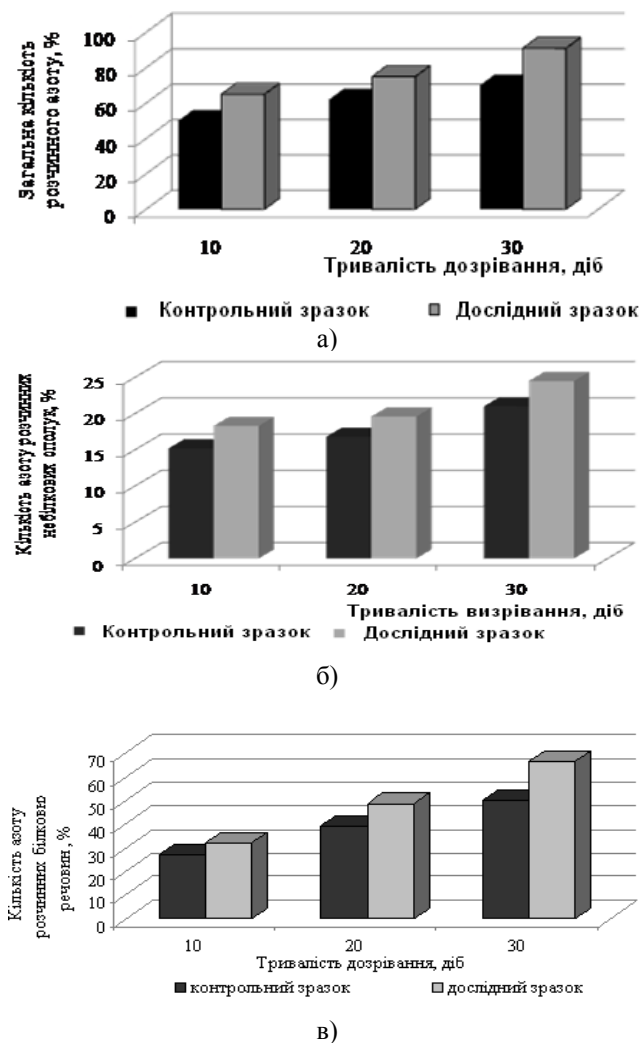 Загальна кількість
розчинного азоту, %
100
80
60
40
20
0
10 20 30
Тривалість дозрівання, діб
Контрольний зразок Дослідний зразок
а)
Кількість азоту розчинних
небілкових сполук, %
25
20
15
10
5
0
10 20 30
Тривалість визрівання, діб
Контрольний зразок Дослідний зразок
б)
Кількість азоту
розчинних білкових
речовин, %
70
60
50
40
30
20
10
0
10 20 30
Тривалість дозрівання, діб
контрольний зразок дослідний зразок
в)